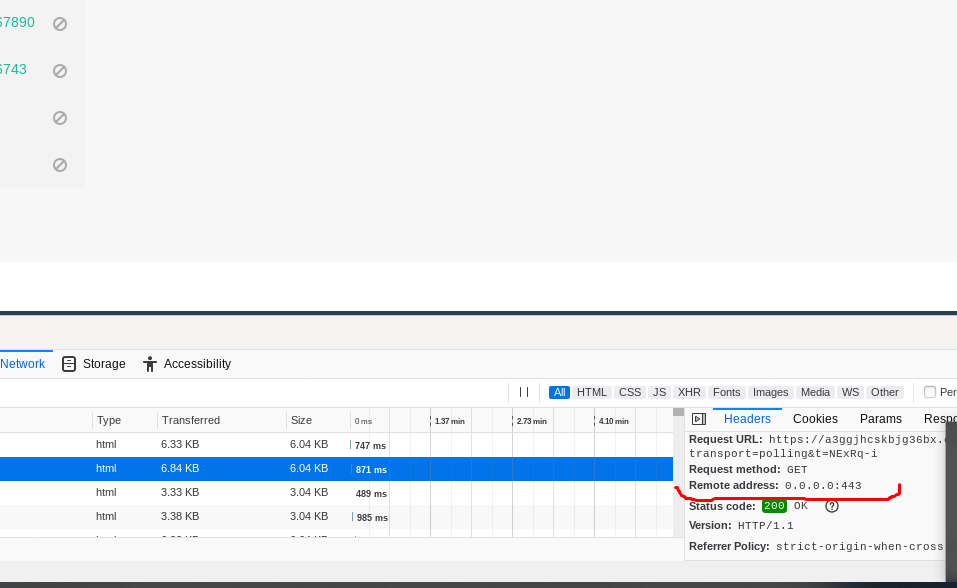 67890
6743
Network Storage Accessibility
All HTML CSS JS XHR Fonts Images Media WS Other Per
Type Transferred Size 0 ms 1.37 min 2.73 min 4.10 min
html 6.33 KB 6.04 KB 747 ms
html 6.84 KB 6.04 KB 871 ms
html 3.33 KB 3.04 KB 489 ms
html 3.38 KB 3.04 KB 985 ms
Headers Cookies Params Respo
Request URL: https://a3ggjhcskbjg36bx.
transport=polling&t=NExRq-i
Request method: GET
Remote address: 0.0.0.0:443
Status code: 200 OK ?
Version: HTTP/1.1
Referrer Policy: strict-origin-when-cross